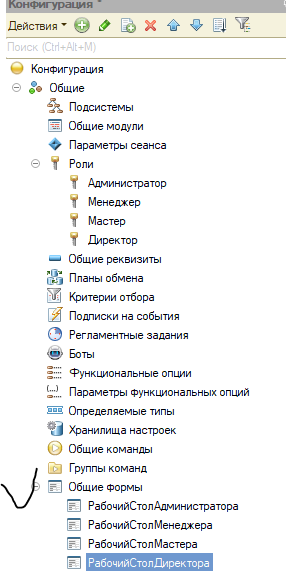 Конфигурация *
Действия
Поиск (Ctrl+Alt+M)
Конфигурация
Общие
Подсистемы
Общие модули
Параметры сеанса
Роли
Администратор
Менеджер
Мастер
Директор
Общие реквизиты
Планы обмена
Критерии отбора
Подписки на события
Регламентные задания
Боты
Функциональные опции
Параметры функциональных опций
Определяемые типы
Хранилища настроек
Общие команды
Группы команд
Общие формы
РабочийСтолАдминистратора
РабочийСтолМенеджера
РабочийСтолМастера
РабочийСтолДиректора